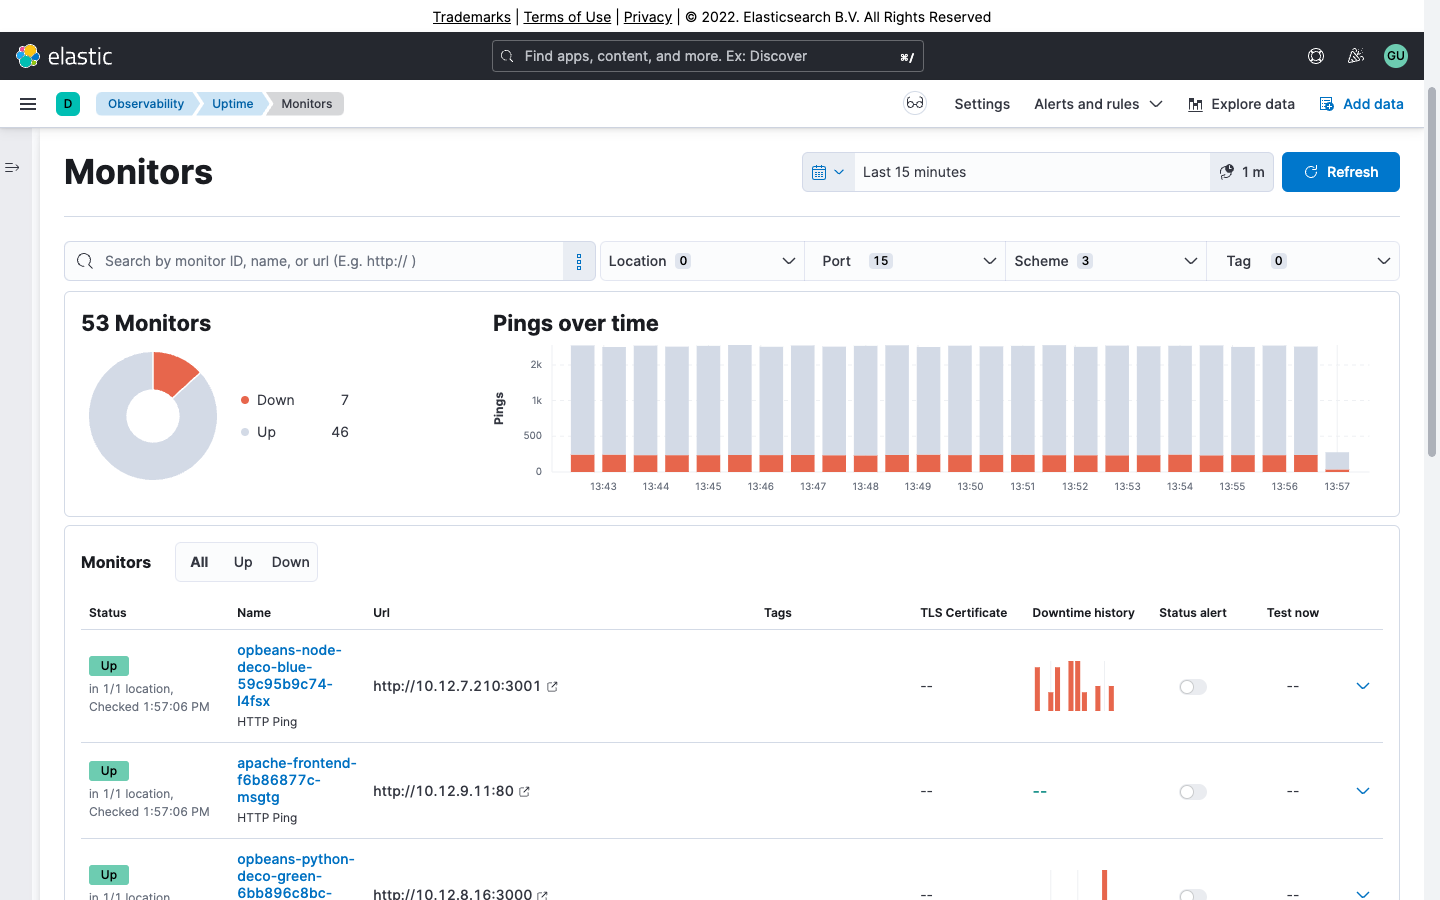 Trademarks | Terms of Use | Privacy | © 2022. Elasticsearch B.V. All Rights Reserved
elastic
Find apps, content, and more. Ex: Discover
⌘/
GU
D
Observability
Uptime
Monitors
Settings
Alerts and rules
Explore data
Add data
Monitors
Last 15 minutes
1 m
Refresh
Search by monitor ID, name, or url (E.g. http:// )
Location 0
Port 15
Scheme 3
Tag 0
53 Monitors
Down 7
Up 46
Pings over time
Pings
2k
1k
500
0
13:43 13:44 13:45 13:46 13:47 13:48 13:49 13:50 13:51 13:52 13:53 13:54 13:55 13:56 13:57
Monitors
All Up Down
Status Name Url Tags TLS Certificate Downtime history Status alert Test now
Up
in 1/1 location,
Checked 1:57:06 PM
opbeans-node-
deco-blue-
59c95b9c74-
l4fsx
HTTP Ping
http://10.12.7.210:3001
--
--
Up
in 1/1 location,
Checked 1:57:06 PM
apache-frontend-
f6b86877c-
msgtg
HTTP Ping
http://10.12.9.11:80
--
--
--
Up
in 1/1 location,
opbeans-python-
deco-green-
6bb896c8bc-
http://10.12.8.16:3000
--
--